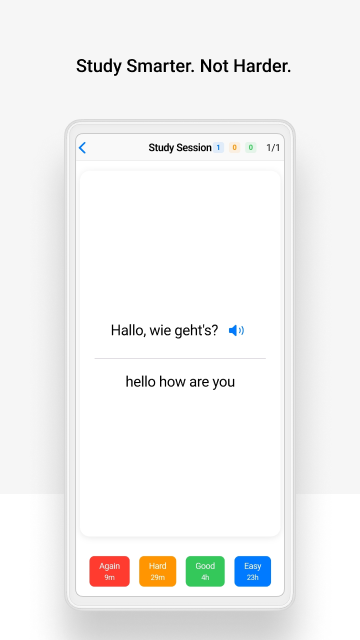 Study Smarter. Not Harder.
Study Session 1 0 0 1/1
Hallo, wie geht's?
hello how are you
Again Hard Good Easy
9m 29m 4h 23h